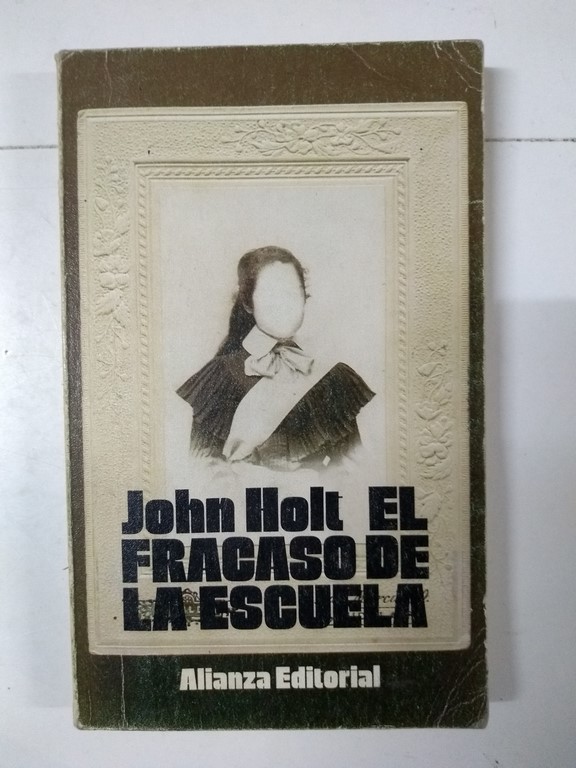 John Holt EL
FRACASO DE
LA ESCUELA
Alianza Editorial